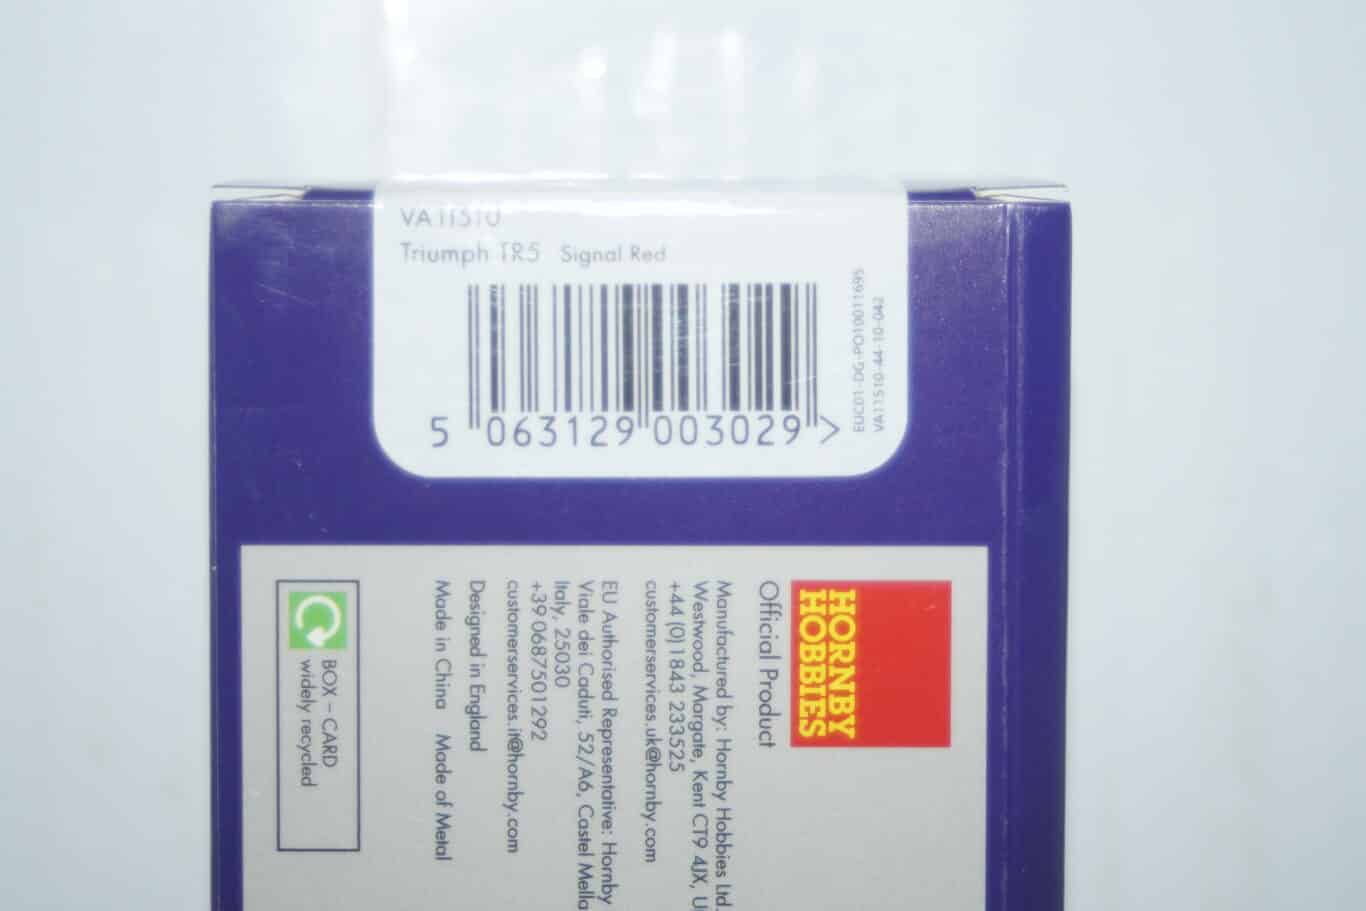 VA11510
Triumph TR5 Signal Red
5 063129 003029 >
EUC01-DG-PO100011695
VA11510-44-10-042
HORNBY
HOBBIES
Official Product
Manufactured by: Hornby Hobbies Ltd.
Westwood, Margate, Kent CT9 4JX,
+44 (0)1843 233525
customerservices.uk@hornby.com
EU Authorised Representative: Hornby
Viale dei Caduti, 52/A6, Castel Mella
Italy, 25030
+39 0687501292
customerservices.it@hornby.com
Designed in England
Made in China Made of Metal
BOX – CARD
widely recycled